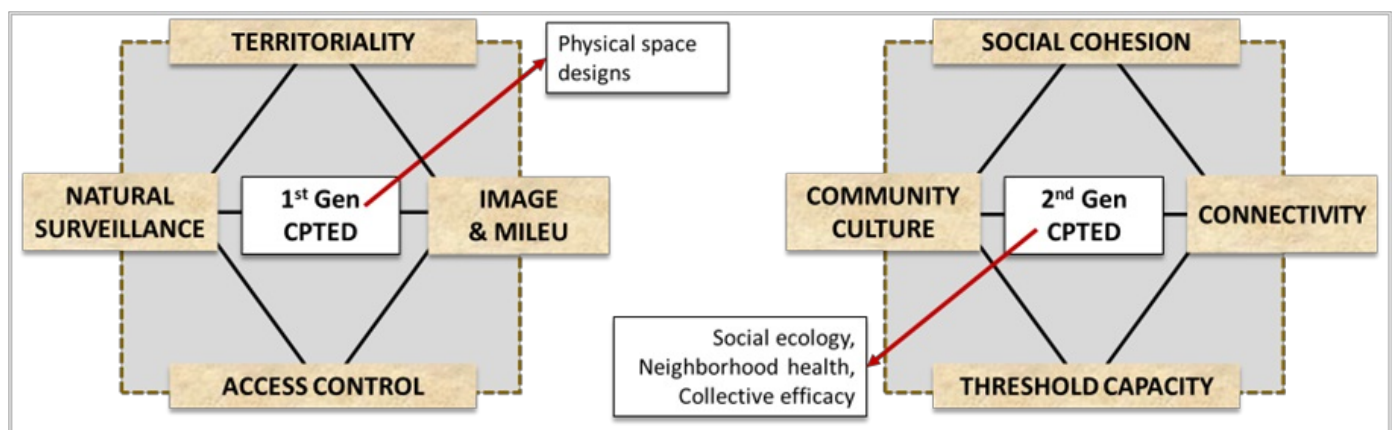 TERRITORIALITY
Physical space
designs
NATURAL
SURVEILLANCE
1st Gen
CPTED
IMAGE
& MILEU
ACCESS CONTROL
SOCIAL COHESION
COMMUNITY
CULTURE
2nd Gen
CPTED
CONNECTIVITY
Social ecology,
Neighborhood health,
Collective efficacy
THRESHOLD CAPACITY